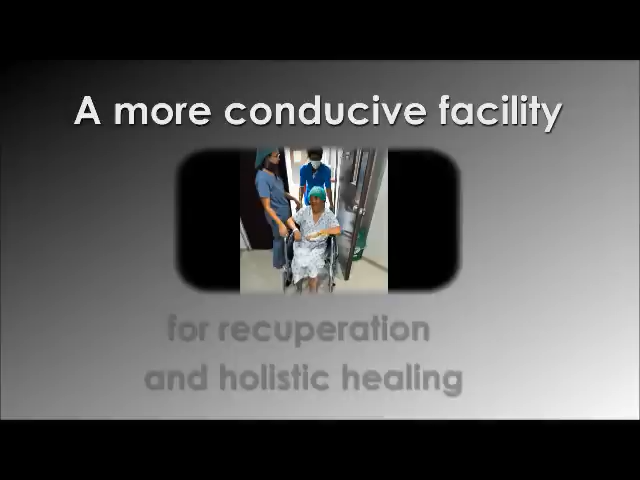 A more conducive facility
for recuperation
and holistic healing